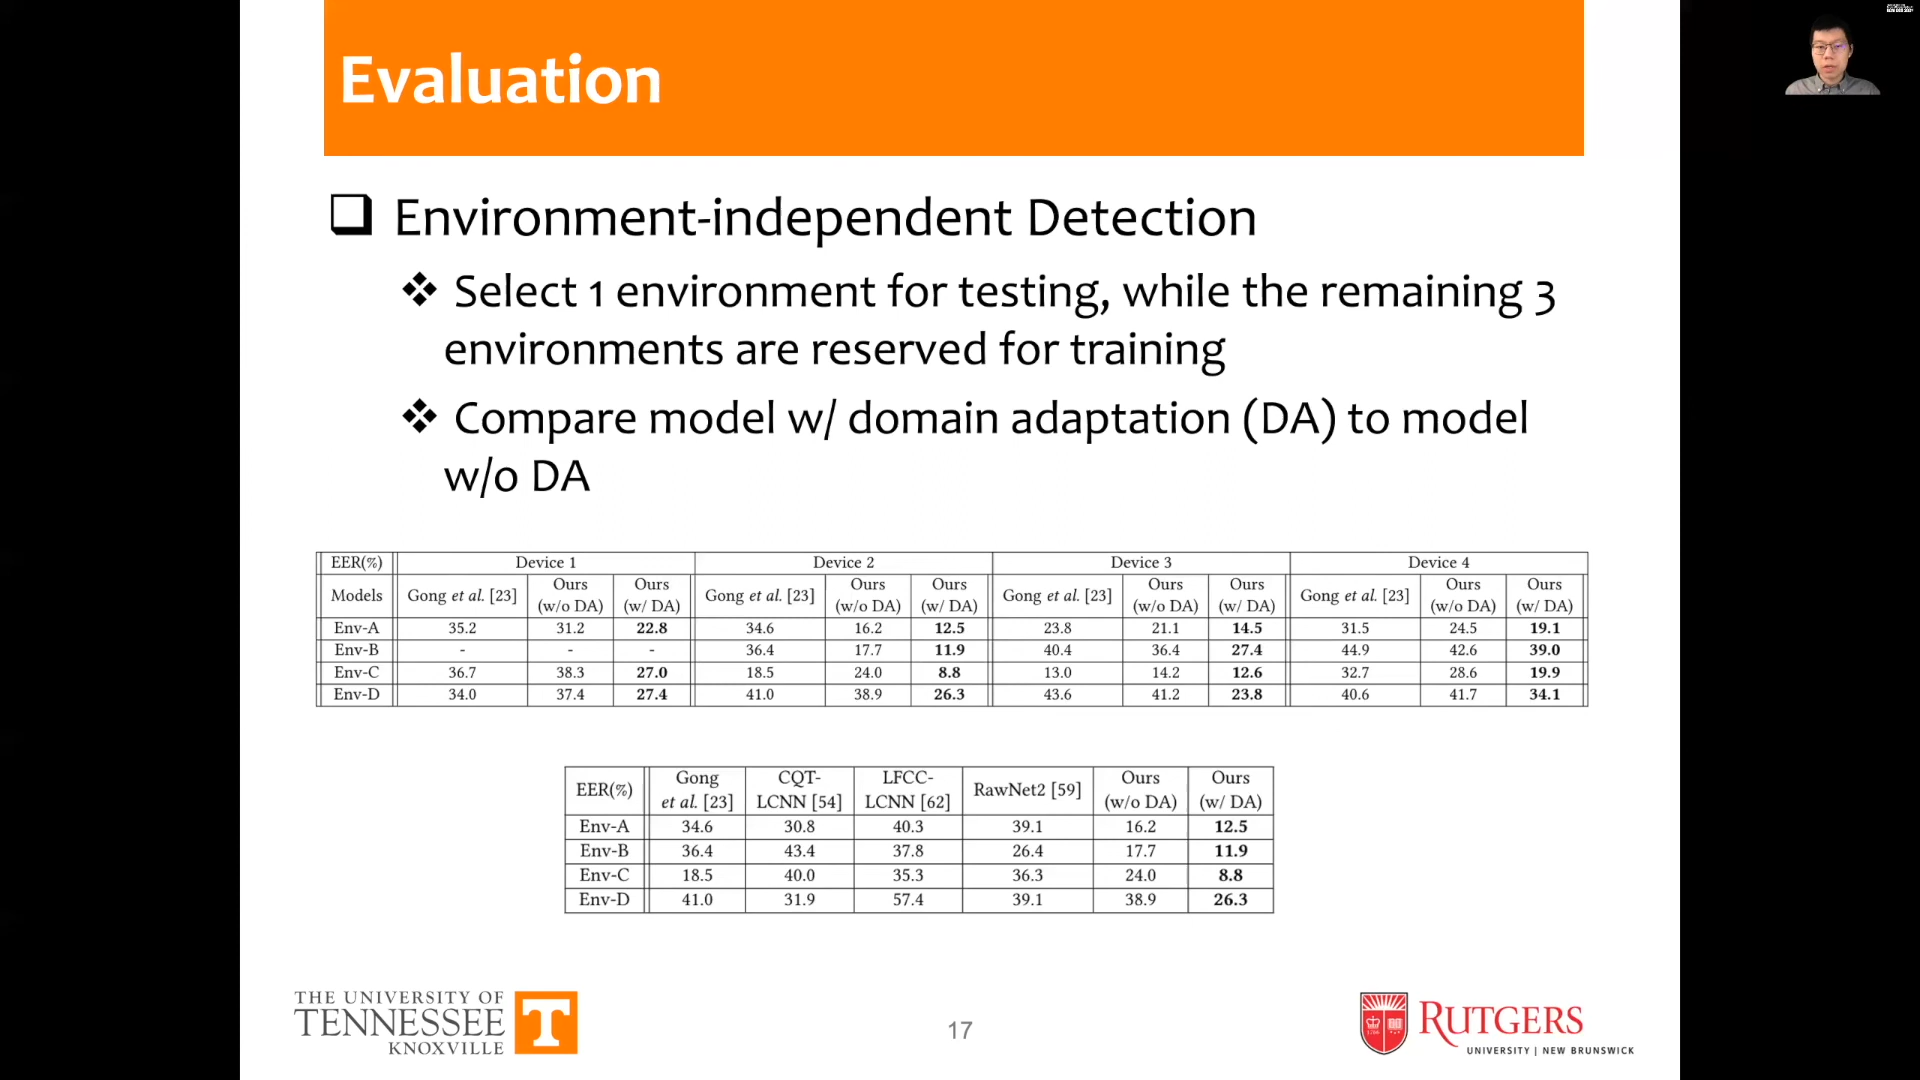 Evaluation
❑ Environment-independent Detection
❖ Select 1 environment for testing, while the remaining 3
environments are reserved for training
❖ Compare model w/ domain adaptation (DA) to model
w/o DA
EER(%) Device 1 Device 2 Device 3 Device 4
Models Gong et al. [23] Ours (w/o DA) Ours (w/ DA) Gong et al. [23] Ours (w/o DA) Ours (w/ DA) Gong et al. [23] Ours (w/o DA) Ours (w/ DA) Gong et al. [23] Ours (w/o DA) Ours (w/ DA)
Env-A 35.2 31.2 22.8 34.6 16.2 12.5 23.8 21.1 14.5 31.5 24.5 19.1
Env-B - - - 36.4 17.7 11.9 40.4 36.4 27.4 44.9 42.6 39.0
Env-C 36.7 38.3 27.0 18.5 24.0 8.8 13.0 14.2 12.6 32.7 28.6 19.9
Env-D 34.0 37.4 27.4 41.0 38.9 26.3 43.6 41.2 23.8 40.6 41.7 34.1
EER(%) Gong et al. [23] CQT-LCNN [54] LFCC-LCNN [62] RawNet2 [59] Ours (w/o DA) Ours (w/ DA)
Env-A 34.6 30.8 40.3 39.1 16.2 12.5
Env-B 36.4 43.4 37.8 26.4 17.7 11.9
Env-C 18.5 40.0 35.3 36.3 24.0 8.8
Env-D 41.0 31.9 57.4 39.1 38.9 26.3
THE UNIVERSITY OF
TENNESSEE
KNOXVILLE
T
17
RUTGERS
UNIVERSITY | NEW BRUNSWICK